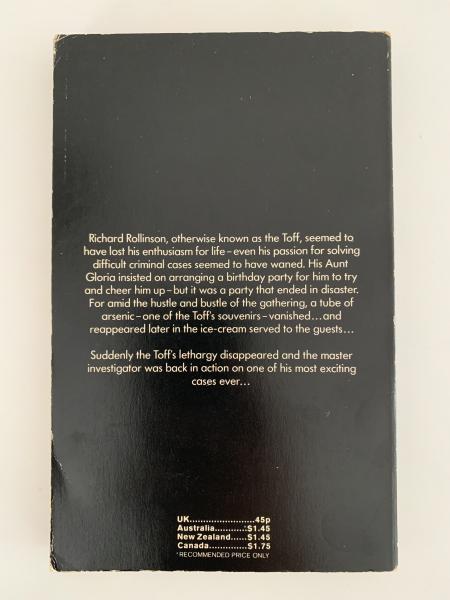 Richard Rollinson, otherwise known as the Toff, seemed to
have lost his enthusiasm for life – even his passion for solving
difficult criminal cases seemed to have waned. His Aunt
Gloria insisted on arranging a birthday party for him to try
and cheer him up – but it was a party that ended in disaster.
For amid the hustle and bustle of the gathering, a tube of
arsenic – one of the Toff's souvenirs – vanished...and
reappeared later in the ice-cream served to the guests...
Suddenly the Toff's lethargy disappeared and the master
investigator was back in action on one of his most exciting
cases ever...
UK........................45p
Australia...........*$1.45
New Zealand......$1.45
Canada..............$1.75
*RECOMMENDED PRICE ONLY